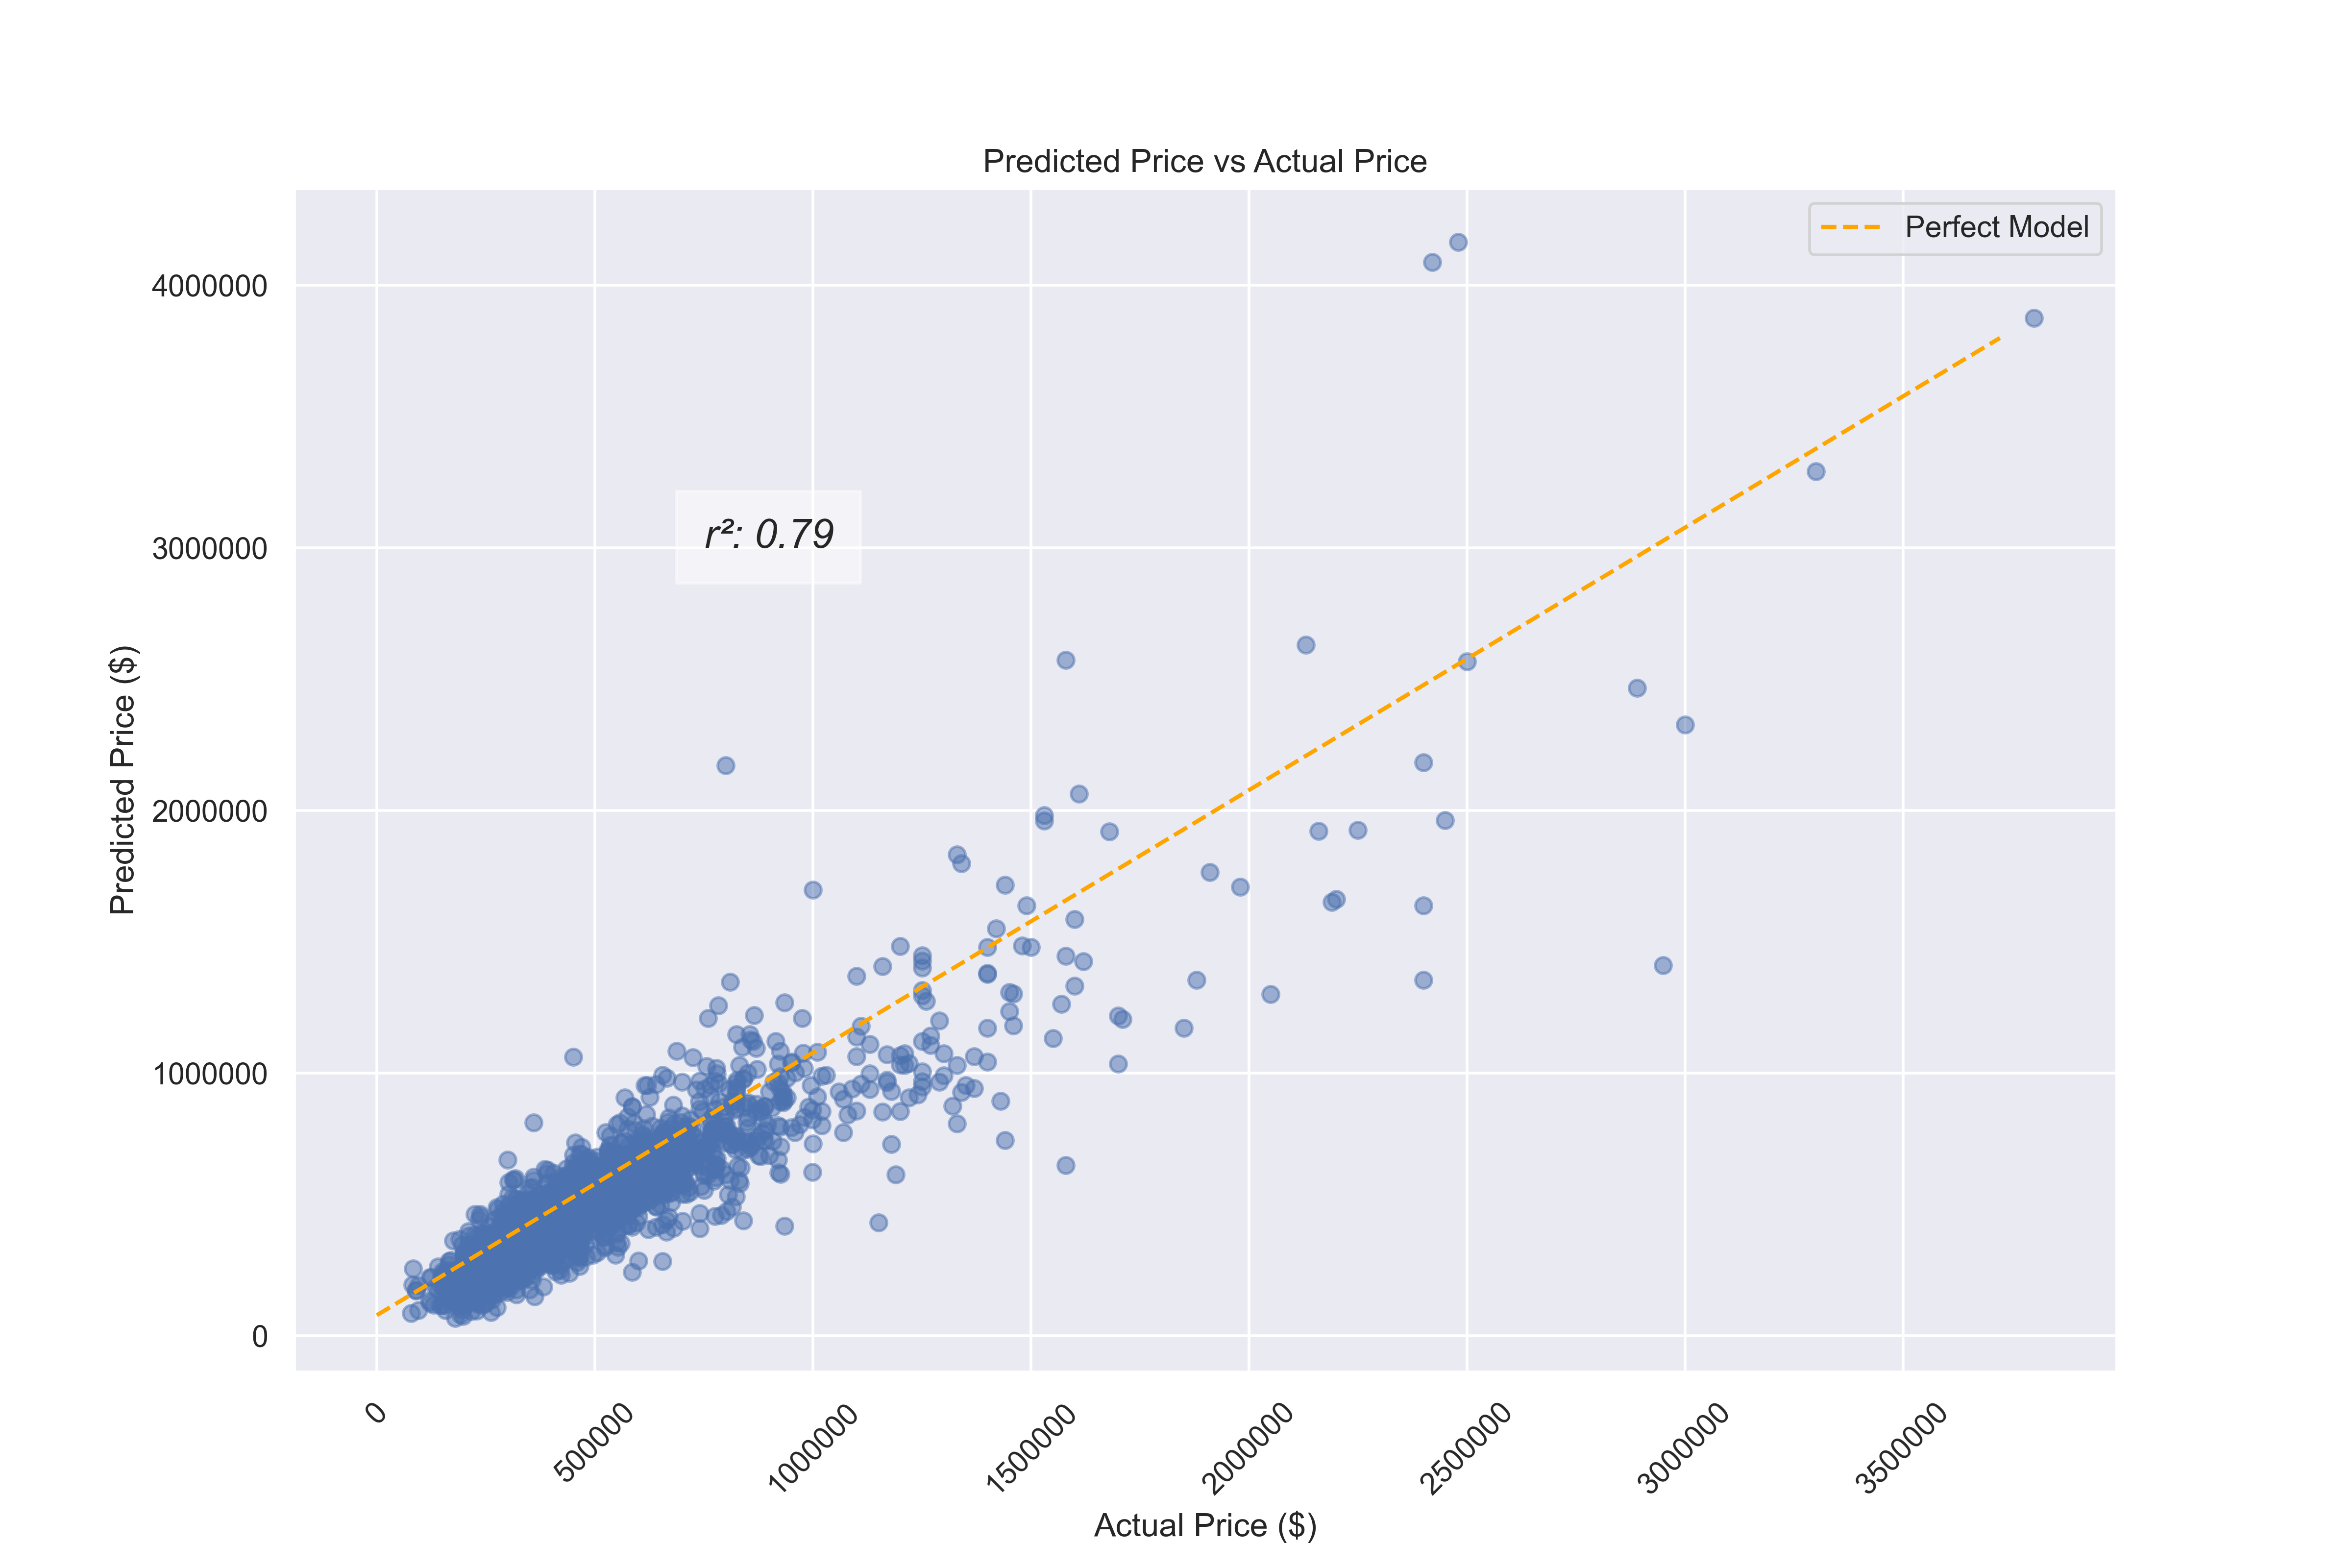 Predicted Price vs Actual Price
Perfect Model
r²: 0.79
Predicted Price ($)
4000000
3000000
2000000
1000000
0
0
500000
1000000
1500000
2000000
2500000
3000000
3500000
Actual Price ($)